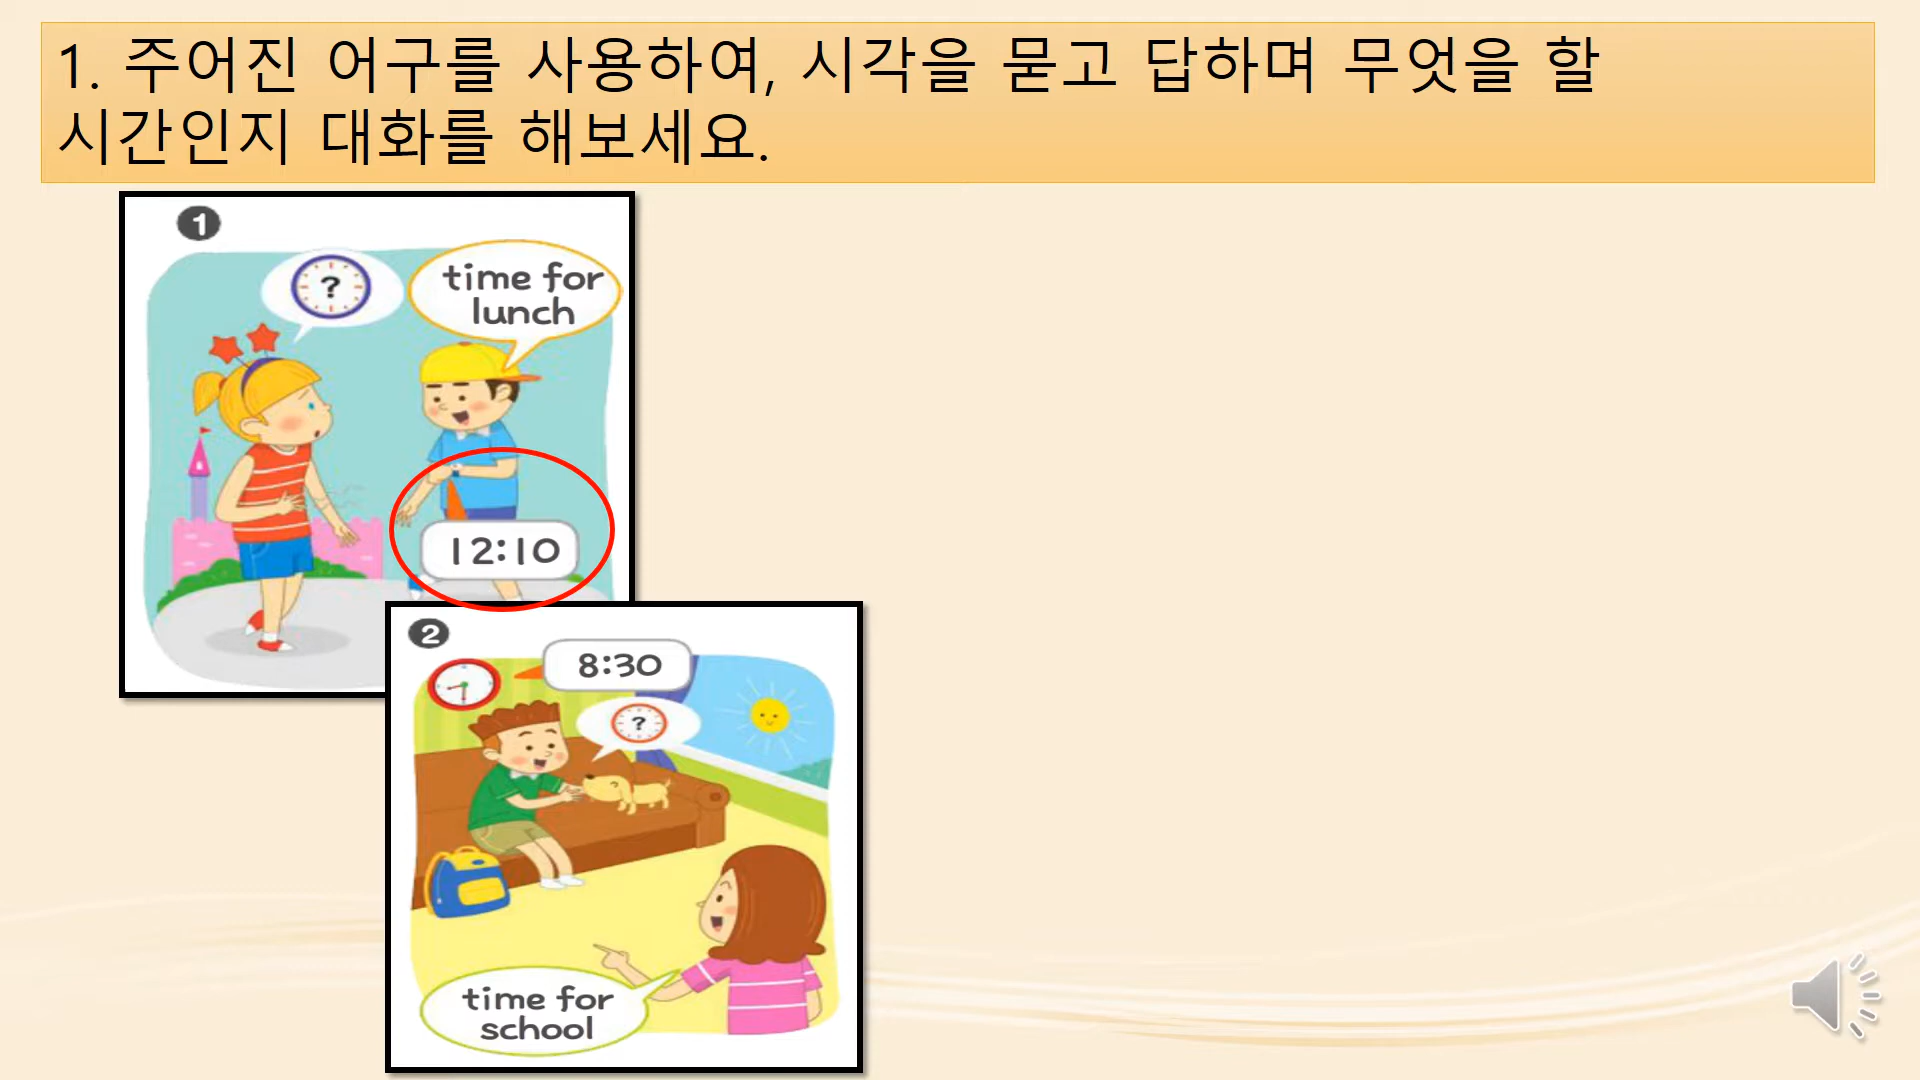 1. 주어진 어구를 사용하여, 시각을 묻고 답하며 무엇을 할
시간인지 대화를 해보세요.
1
?
time for
lunch
12:10
2
8:30
?
time for
school